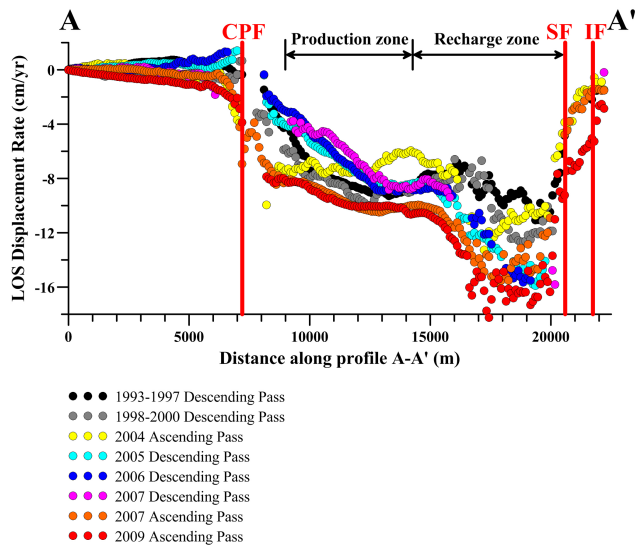 A A'
CPF SF IF
Production zone Recharge zone
0
-4
-8
-12
-16
LOS Displacement Rate (cm/yr)
0 5000 10000 15000 20000
Distance along profile A-A' (m)
1993-1997 Descending Pass
1998-2000 Descending Pass
2004 Ascending Pass
2005 Descending Pass
2006 Descending Pass
2007 Descending Pass
2007 Ascending Pass
2009 Ascending Pass